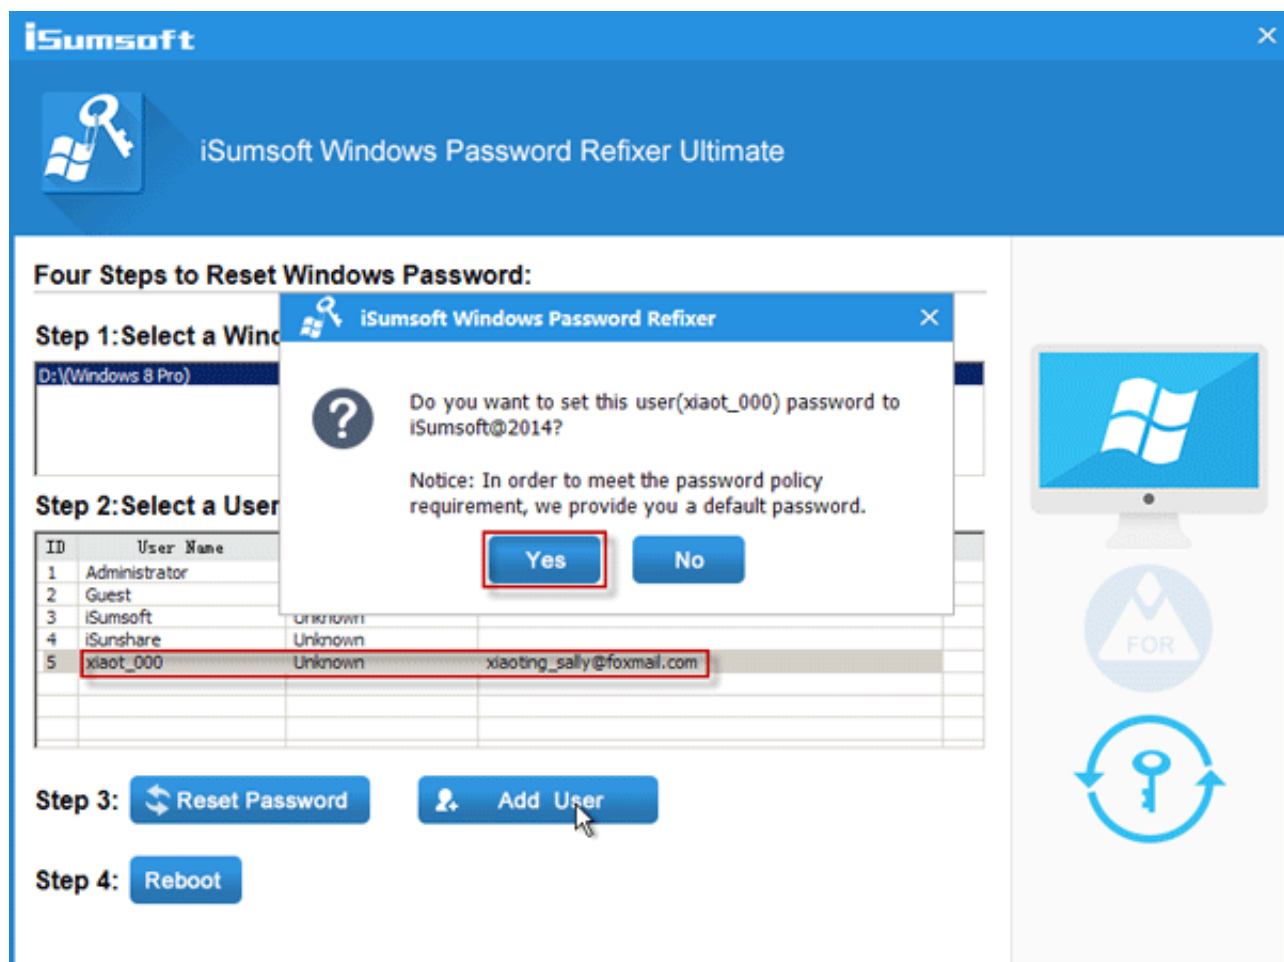 iSumsoft
iSumsoft Windows Password Refixer Ultimate
Four Steps to Reset Windows Password:
Step 1:Select a Wind
D:\(Windows 8 Pro)
iSumsoft Windows Password Refixer
Do you want to set this user(xiaot_000) password to
iSumsoft@2014?
Notice: In order to meet the password policy
requirement, we provide you a default password.
Yes No
Step 2:Select a User
ID User Name
1 Administrator
2 Guest
3 iSumsoft Unknown
4 iSunshare Unknown
5 xiaot_000 Unknown xiaoting_sally@foxmail.com
FOR
Step 3: Reset Password Add User
Step 4: Reboot